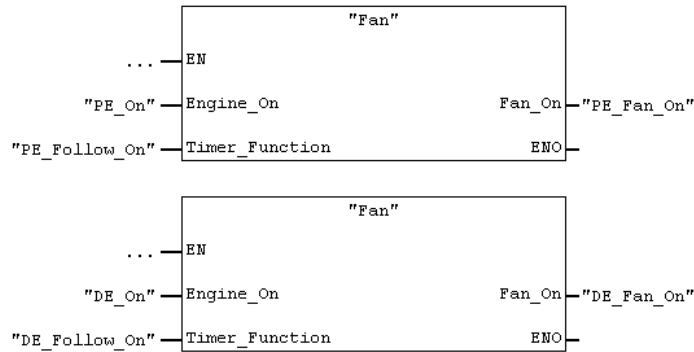 "Fan"
... EN
"PE_On" Engine_On Fan_On "PE_Fan_On"
"PE_Follow_On" Timer_Function ENO
"Fan"
... EN
"DE_On" Engine_On Fan_On "DE_Fan_On"
"DE_Follow_On" Timer_Function ENO